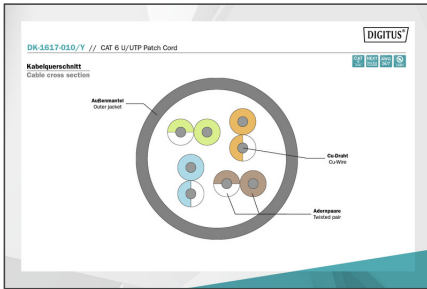 DIGITUS®
DK-1617-010/Y // CAT 6 U/UTP Patch Cord
Kabelquerschnitt
Cable cross section
Außenmantel
Outer jacket
Cu-Draht
Cu-Wire
Adernpaare
Twisted pair